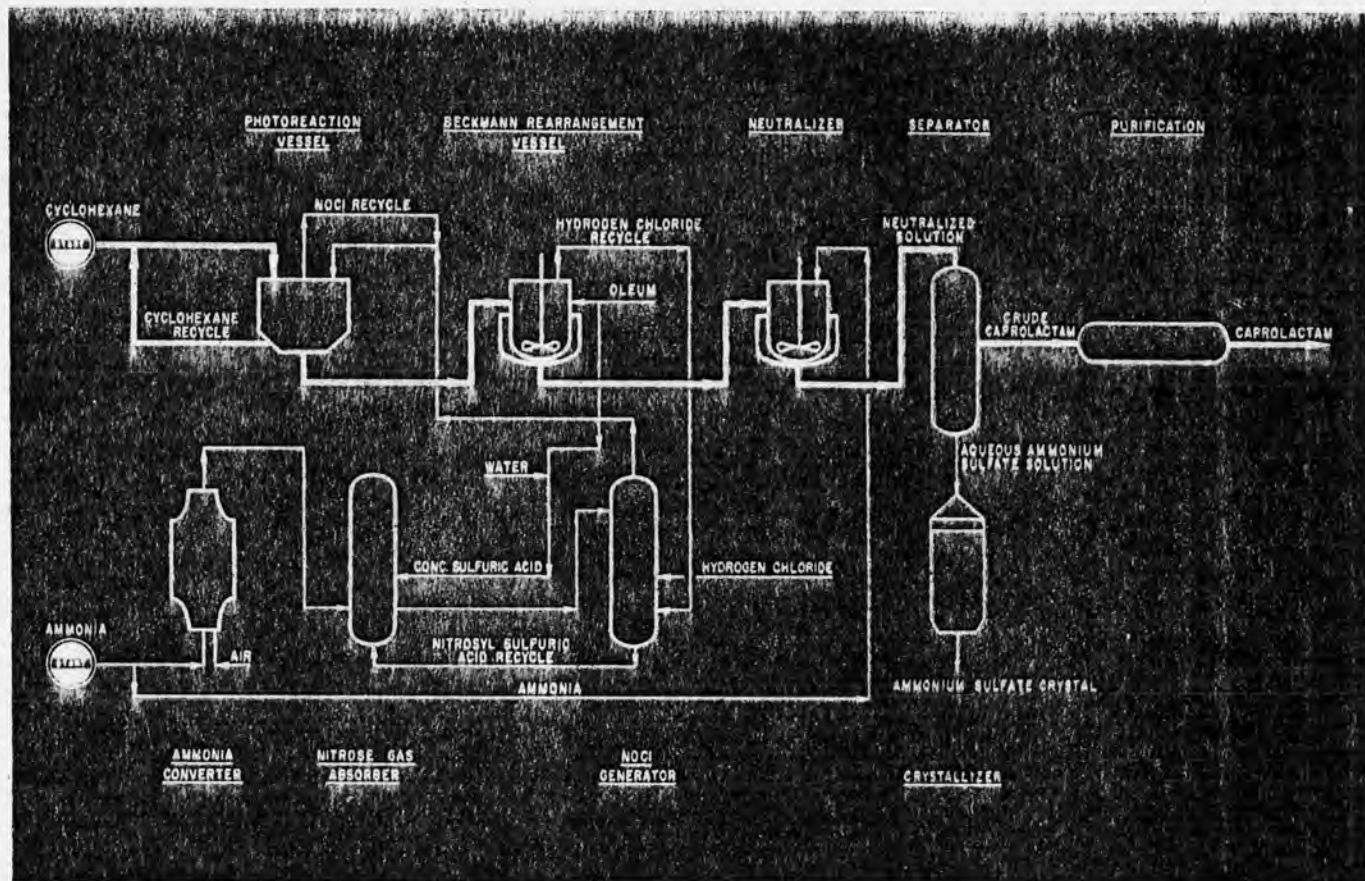 PHOTOREACTION
VESSEL
BECKMANN REARRANGEMENT
VESSEL
NEUTRALIZER
SEPARATOR
PURIFICATION
CYCLOHEXANE
START
NOCl RECYCLE
HYDROGEN CHLORIDE
RECYCLE
NEUTRALIZED
SOLUTION
OLEUM
CYCLOHEXANE
RECYCLE
CRUDE
CAPROLACTAM
CAPROLACTAM
WATER
AQUEOUS AMMONIUM
SULFATE SOLUTION
CONC. SULFURIC ACID
HYDROGEN CHLORIDE
AMMONIA
START
AIR
NITROSYL SULFURIC
ACID RECYCLE
AMMONIA
AMMONIUM SULFATE CRYSTAL
AMMONIA
CONVERTER
NITROSE GAS
ABSORBER
NOCl
GENERATOR
CRYSTALLIZER